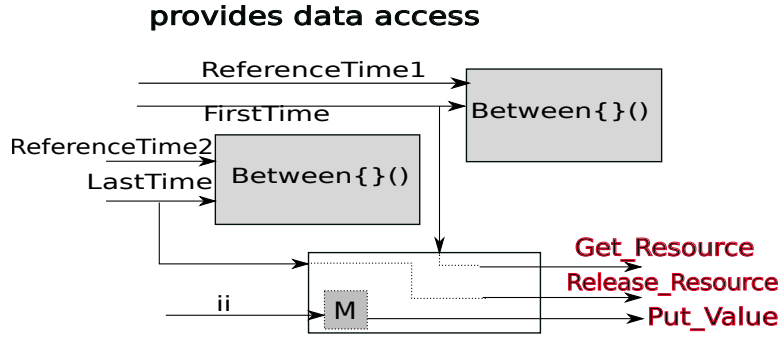 provides data access
ReferenceTime1
FirstTime
Between{}()
ReferenceTime2
LastTime
Between{}()
Get_Resource
Release_Resource
ii
M
Put_Value